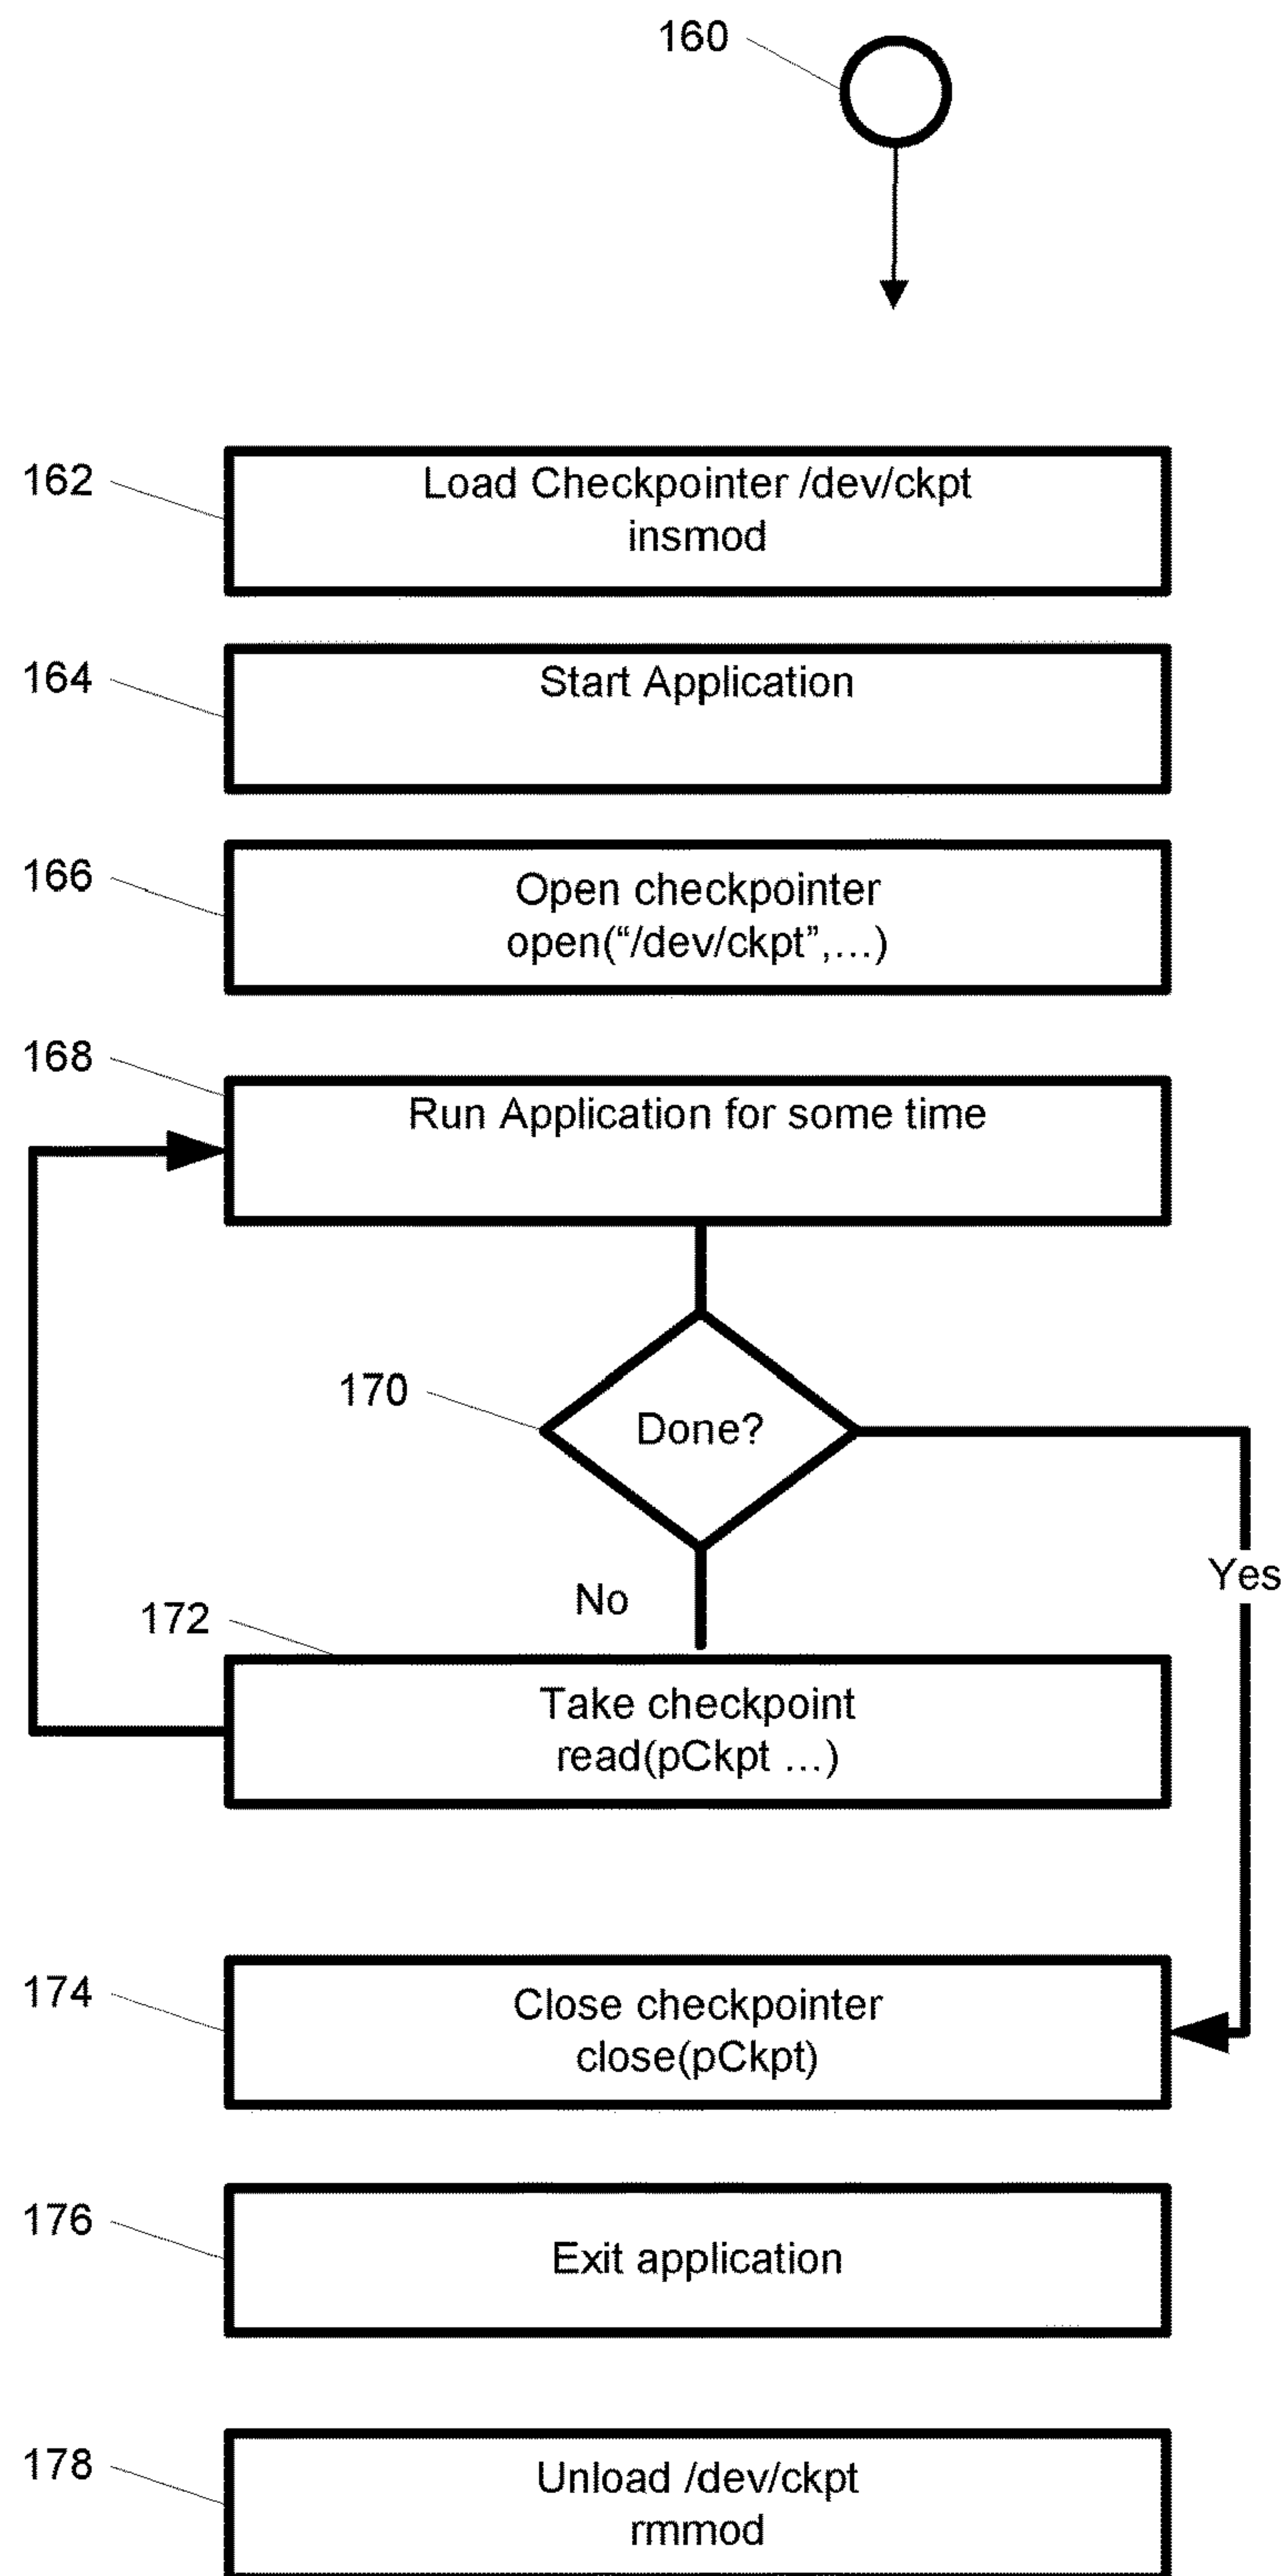 160
162
Load Checkpointer /dev/ckpt
insmod
164
Start Application
166
Open checkpointer
open(“/dev/ckpt”,…)
168
Run Application for some time
170
Done?
Yes
No
172
Take checkpoint
read(pCkpt …)
174
Close checkpointer
close(pCkpt)
176
Exit application
178
Unload /dev/ckpt
rmmod